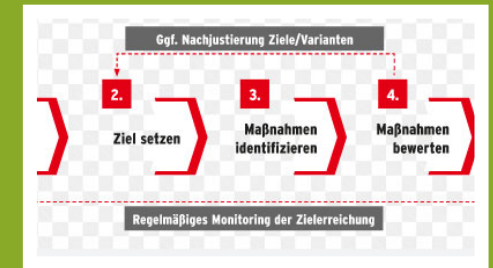 Ggf. Nachjustierung Ziele/Varianten
2.
3.
4.
Ziel setzen
Maßnahmen
identifizieren
Maßnahmen
bewerten
Regelmäßiges Monitoring der Zielerreichung